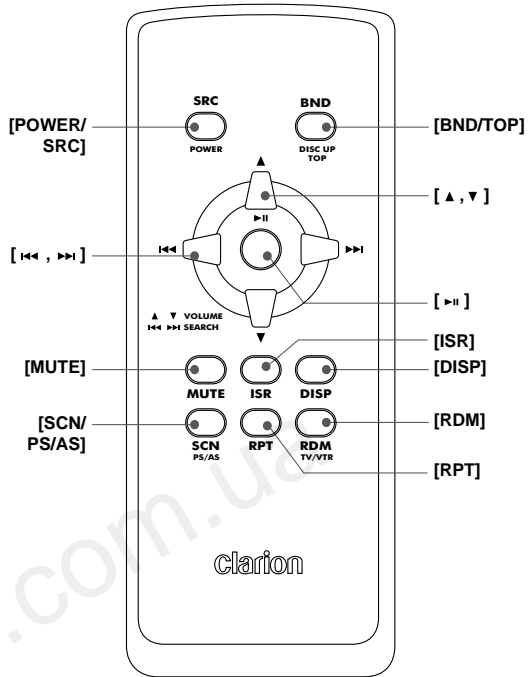 SRC
BND
[POWER/
SRC]
[BND/TOP]
POWER
DISC UP
TOP
▲
[ ▲ , ▼ ]
►II
I◄◄
►►I
[ I◄◄ , ►►I ]
▲ ▼ VOLUME
I◄◄ ►►I SEARCH
▼
[ ►II ]
[ISR]
[MUTE]
[DISP]
MUTE
ISR
DISP
[SCN/
PS/AS]
[RDM]
SCN
PS/AS
RPT
RDM
TV/VTR
[RPT]
clarion
.com.ua